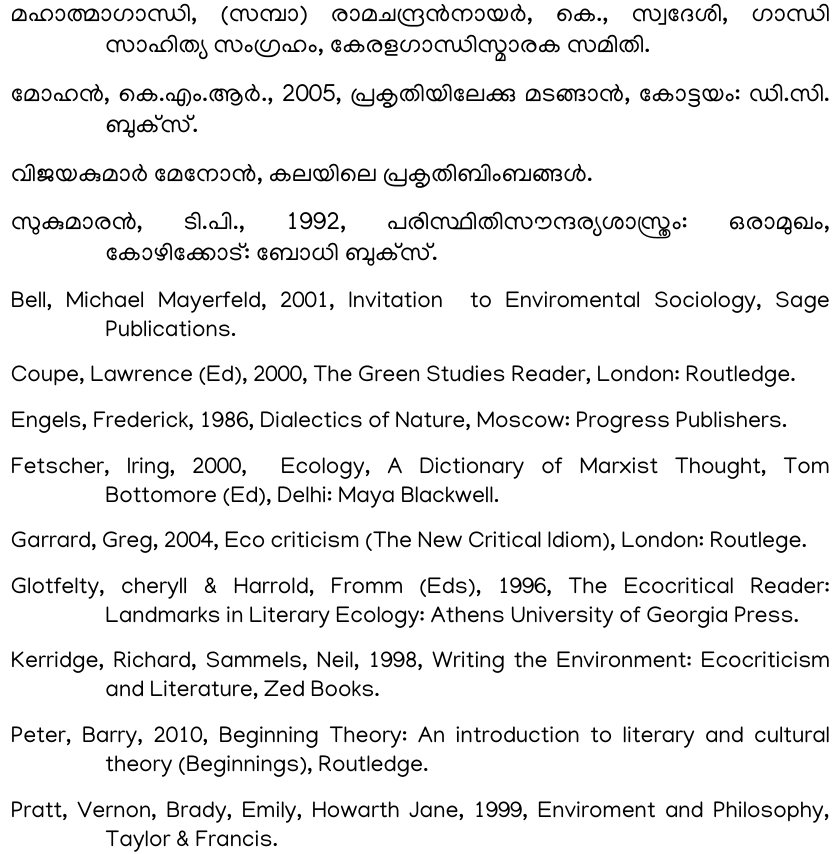 മഹാത്മാഗാന്ധി, (സമ്പാ) രാമചന്ദ്രൻനായർ, കെ., സ്വദേശി, ഗാന്ധി
സാഹിത്യ സംഗ്രഹം, കേരളഗാന്ധിസ്മാരക സമിതി.
മോഹൻ, കെ.എം.ആർ., 2005, പ്രകൃതിയിലേക്കു മടങ്ങാൻ, കോട്ടയം: ഡി.സി.
ബുക്സ്.
വിജയകുമാർ മേനോൻ, കലയിലെ പ്രകൃതിബിംബങ്ങൾ.
സുകുമാരൻ, ടി.പി., 1992, പരിസ്ഥിതിസൗന്ദര്യശാസ്ത്രം: ഒരാമുഖം,
കോഴിക്കോട്: ബോധി ബുക്സ്.
Bell, Michael Mayerfeld, 2001, Invitation to Enviromental Sociology, Sage
Publications.
Coupe, Lawrence (Ed), 2000, The Green Studies Reader, London: Routledge.
Engels, Frederick, 1986, Dialectics of Nature, Moscow: Progress Publishers.
Fetscher, Iring, 2000, Ecology, A Dictionary of Marxist Thought, Tom
Bottomore (Ed), Delhi: Maya Blackwell.
Garrard, Greg, 2004, Eco criticism (The New Critical Idiom), London: Routlege.
Glotfelty, cheryll & Harrold, Fromm (Eds), 1996, The Ecocritical Reader:
Landmarks in Literary Ecology: Athens University of Georgia Press.
Kerridge, Richard, Sammels, Neil, 1998, Writing the Environment: Ecocriticism
and Literature, Zed Books.
Peter, Barry, 2010, Beginning Theory: An introduction to literary and cultural
theory (Beginnings), Routledge.
Pratt, Vernon, Brady, Emily, Howarth Jane, 1999, Enviroment and Philosophy,
Taylor & Francis.